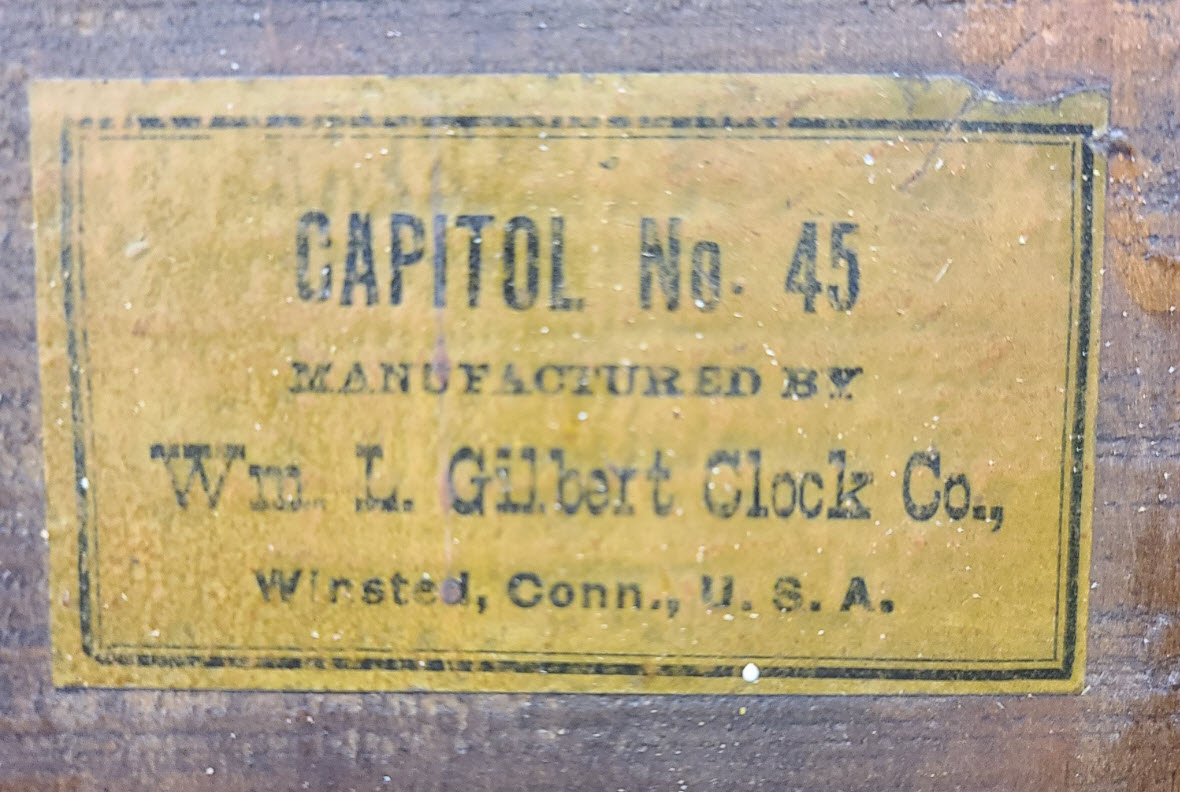 CAPITOL No. 45
MANUFACTURED BY
Wm. L. Gilbert Clock Co.,
Winsted, Conn., U. S. A.